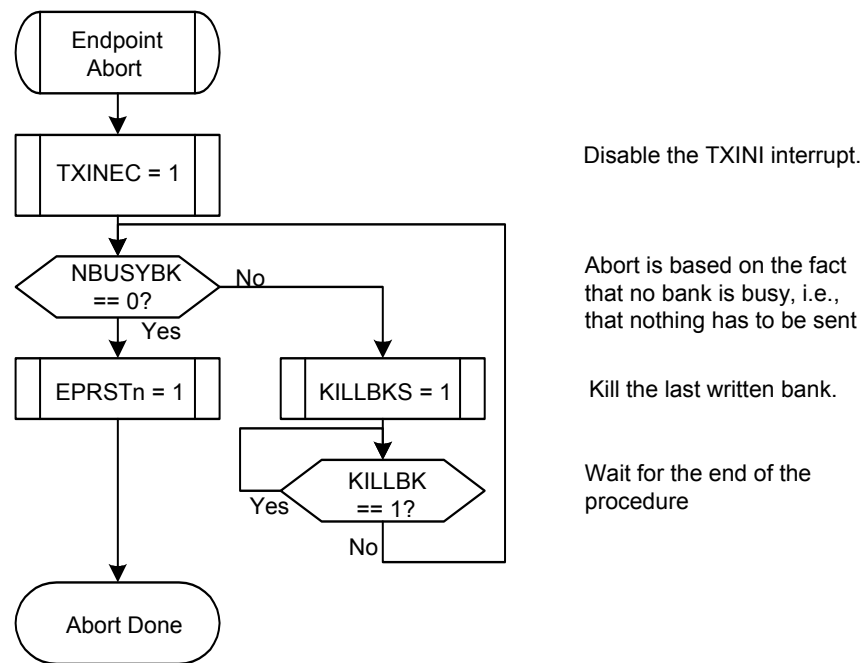 Endpoint
Abort
TXINEC = 1
Disable the TXINI interrupt.
NBUSYBK
== 0?
No
Yes
Abort is based on the fact
that no bank is busy, i.e.,
that nothing has to be sent
EPRSTn = 1
KILLBKS = 1
Kill the last written bank.
KILLBK
== 1?
Yes
No
Wait for the end of the
procedure
Abort Done